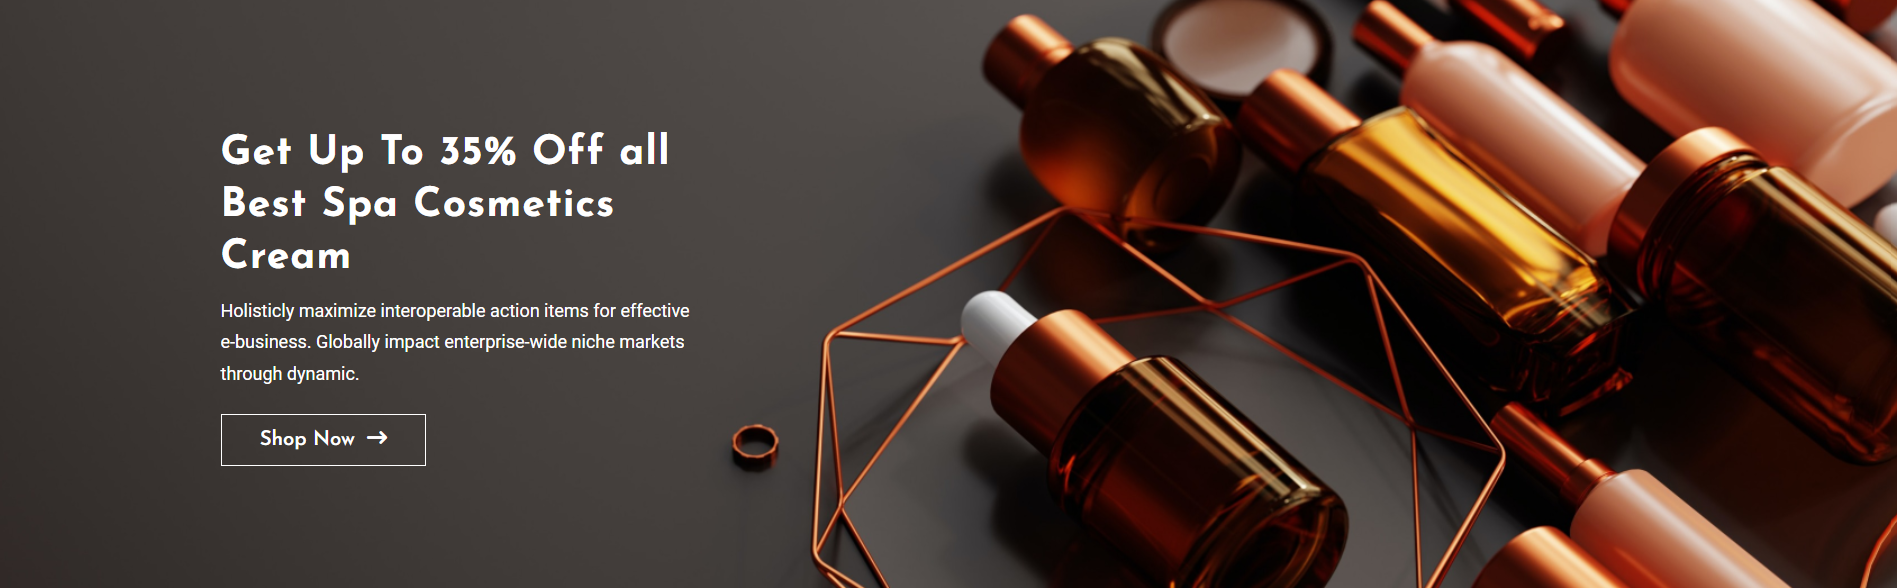 Get Up To 35% Off all
Best Spa Cosmetics
Cream
Holisticly maximize interoperable action items for effective
e-business. Globally impact enterprise-wide niche markets
through dynamic.
Shop Now →